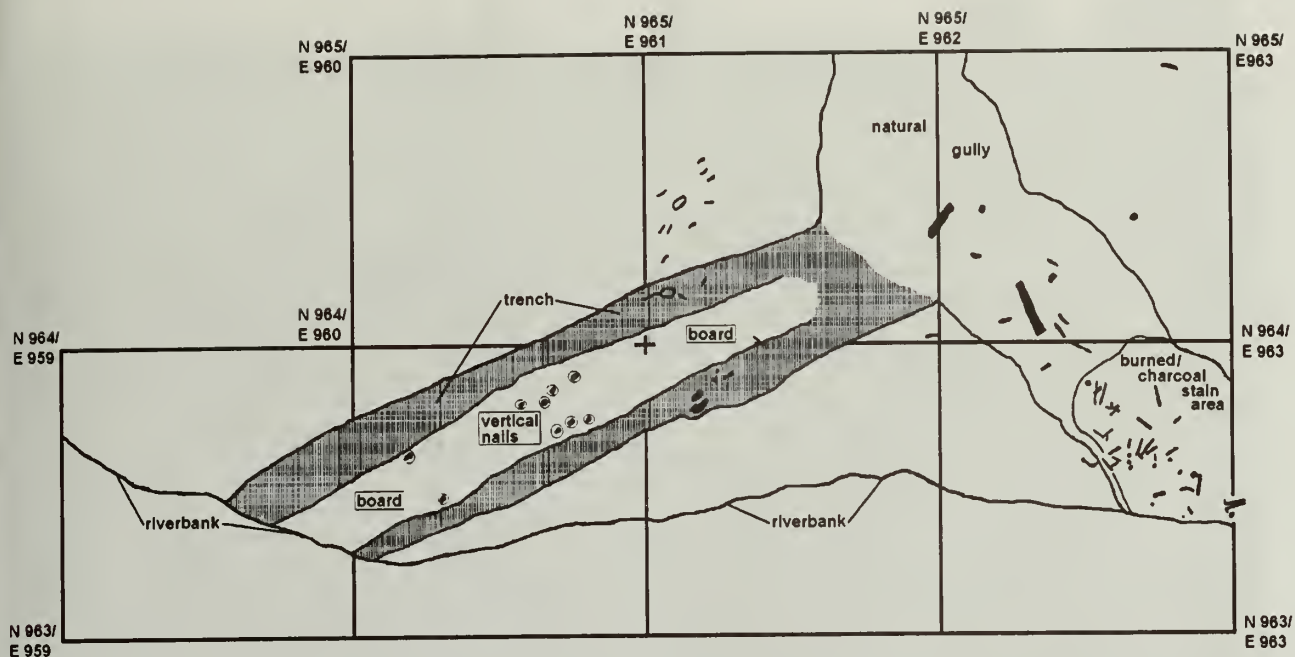 N 965/
E 960
N 965/
E 961
N 965/
E 962
N 965/
E963
natural
gully
trench
N 964/
E 959
N 964/
E 960
board
N 964/
E 963
burned/
charcoal
stain
area
vertical
nails
board
riverbank
riverbank
N 963/
E 959
N 963/
E 963